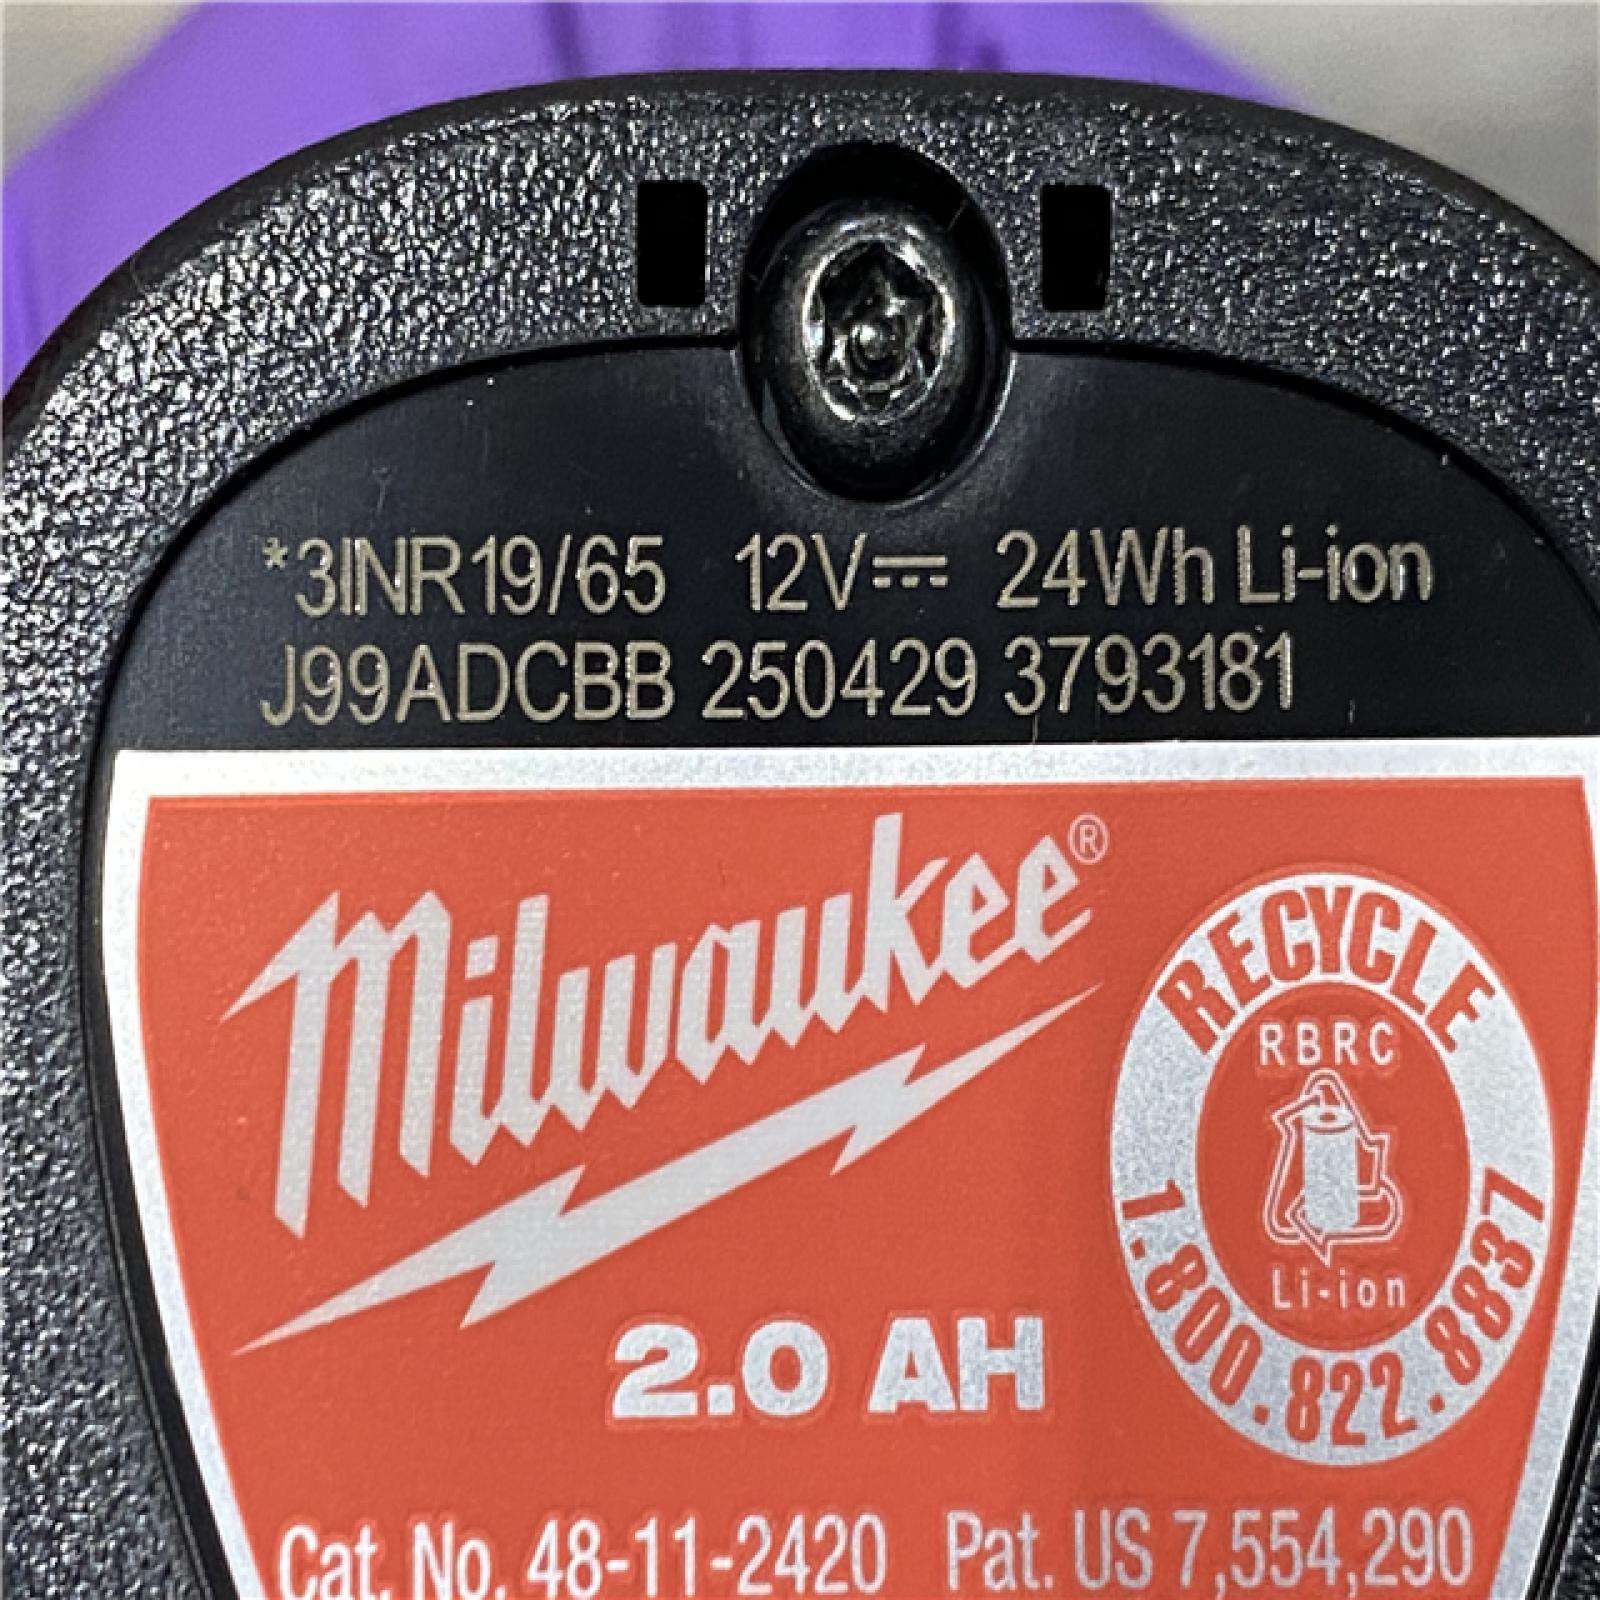 *3INR19/65 12V⎓ 24Wh Li-ion
J99ADCBB 250429 3793181
Milwaukee®
RECYCLE
RBRC
Li-ion
1.800.822.8837
2.0 AH
Cat. No. 48-11-2420 Pat. US 7,554,290